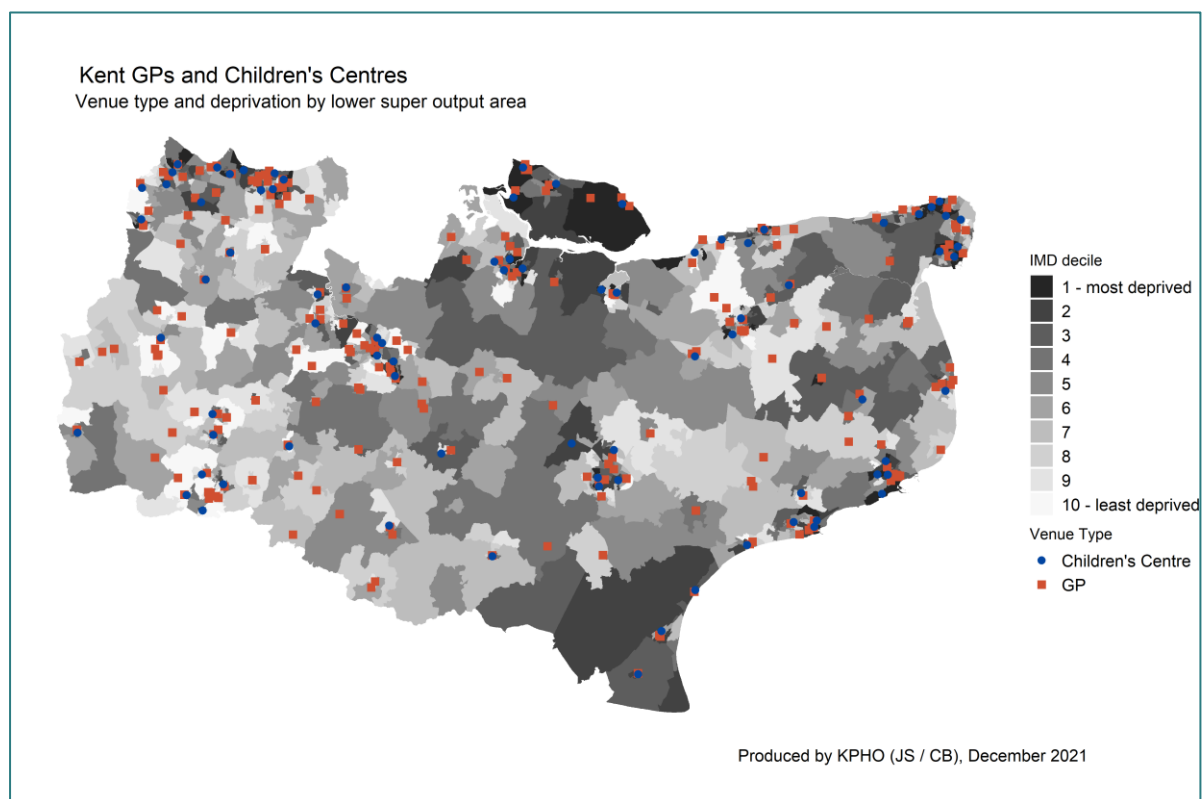 Kent GPs and Children's Centres
Venue type and deprivation by lower super output area
IMD decile
1 - most deprived
2
3
4
5
6
7
8
9
10 - least deprived
Venue Type
Children's Centre
GP
Produced by KPHO (JS / CB), December 2021